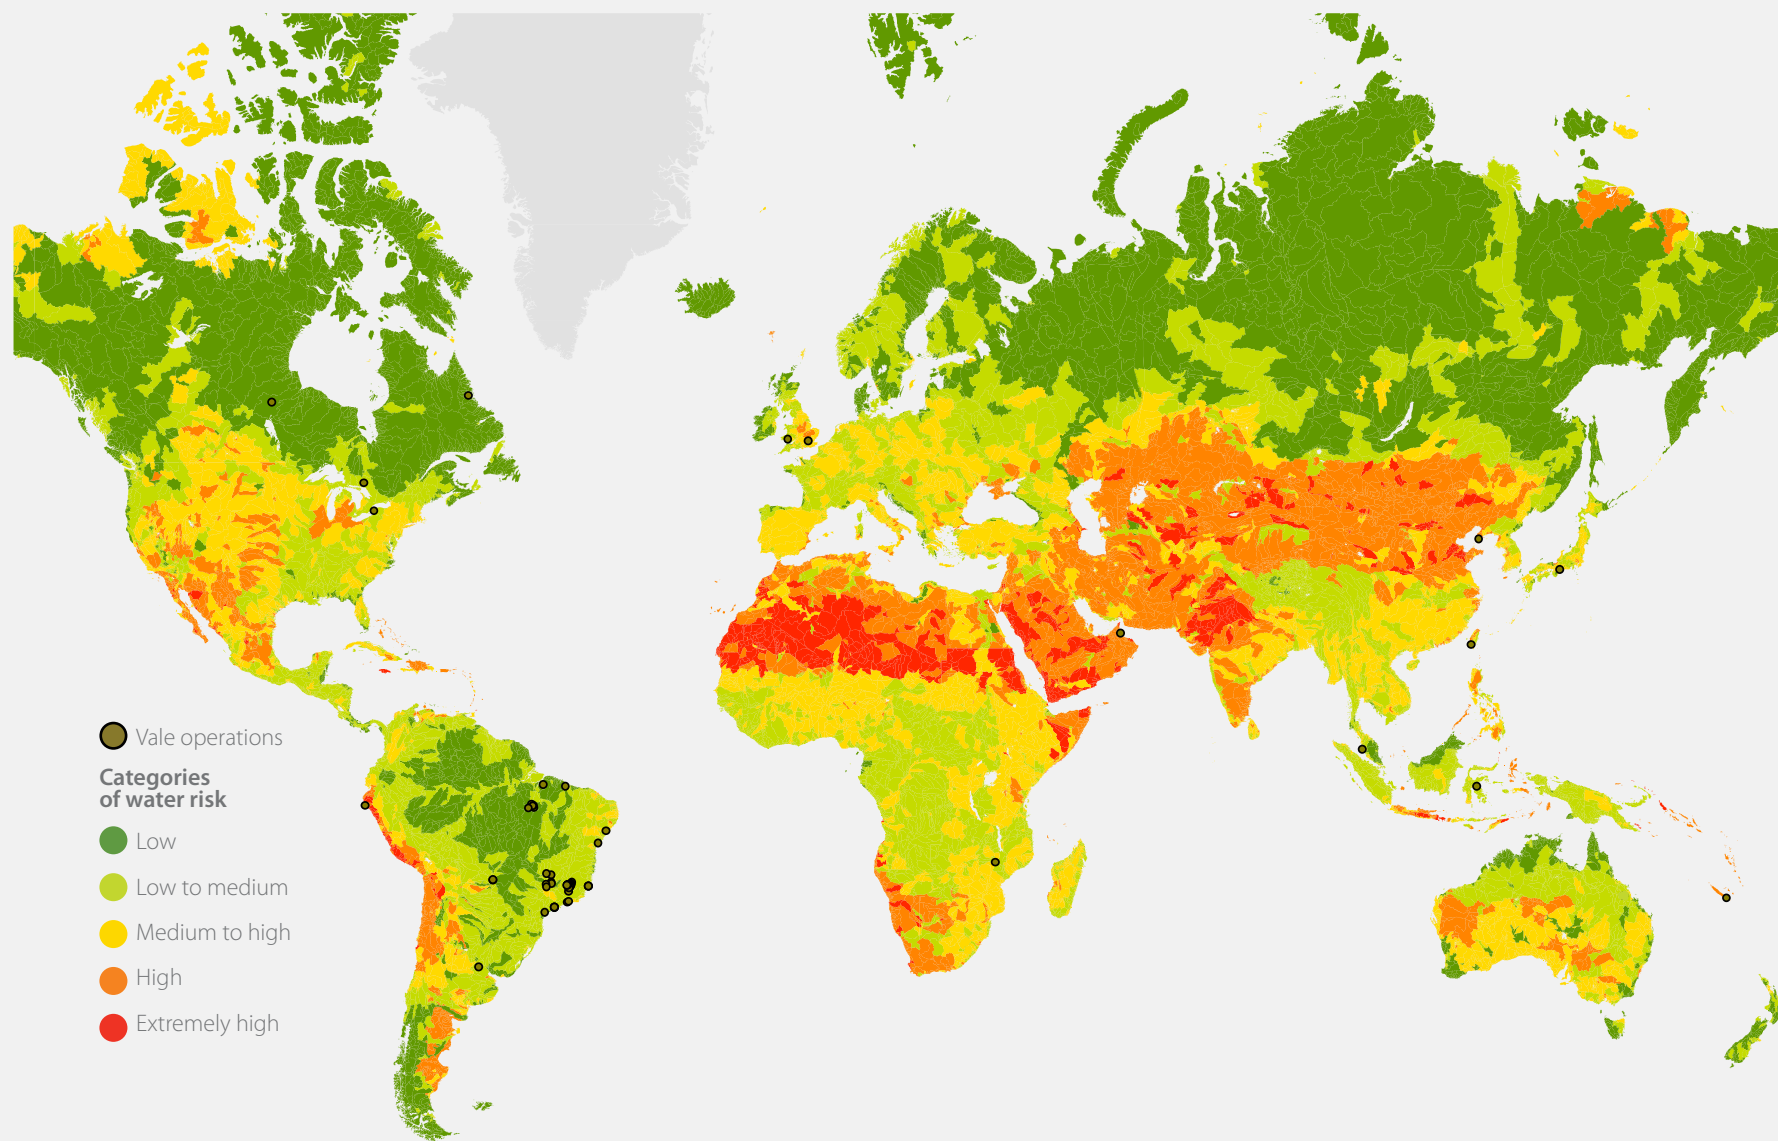 Vale operations
Categories
of water risk
Low
Low to medium
Medium to high
High
Extremely high